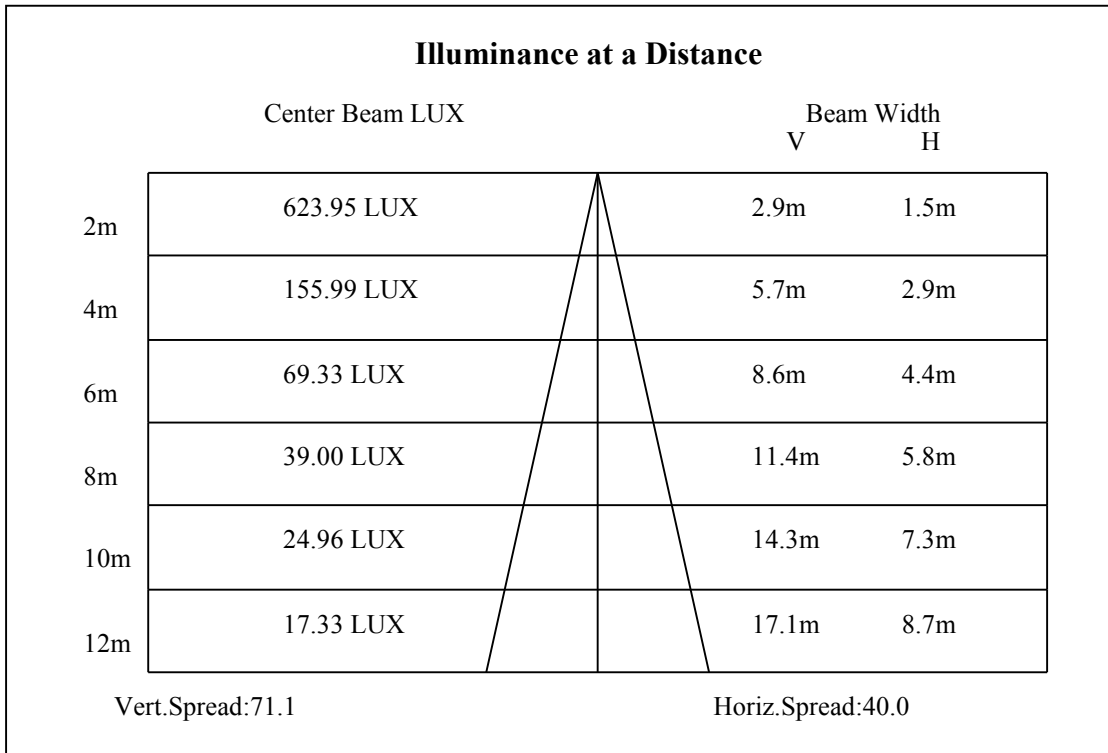 Illuminance at a Distance
Center Beam LUX Beam Width
V H
2m 623.95 LUX 2.9m 1.5m
4m 155.99 LUX 5.7m 2.9m
6m 69.33 LUX 8.6m 4.4m
8m 39.00 LUX 11.4m 5.8m
10m 24.96 LUX 14.3m 7.3m
12m 17.33 LUX 17.1m 8.7m
Vert.Spread:71.1 Horiz.Spread:40.0